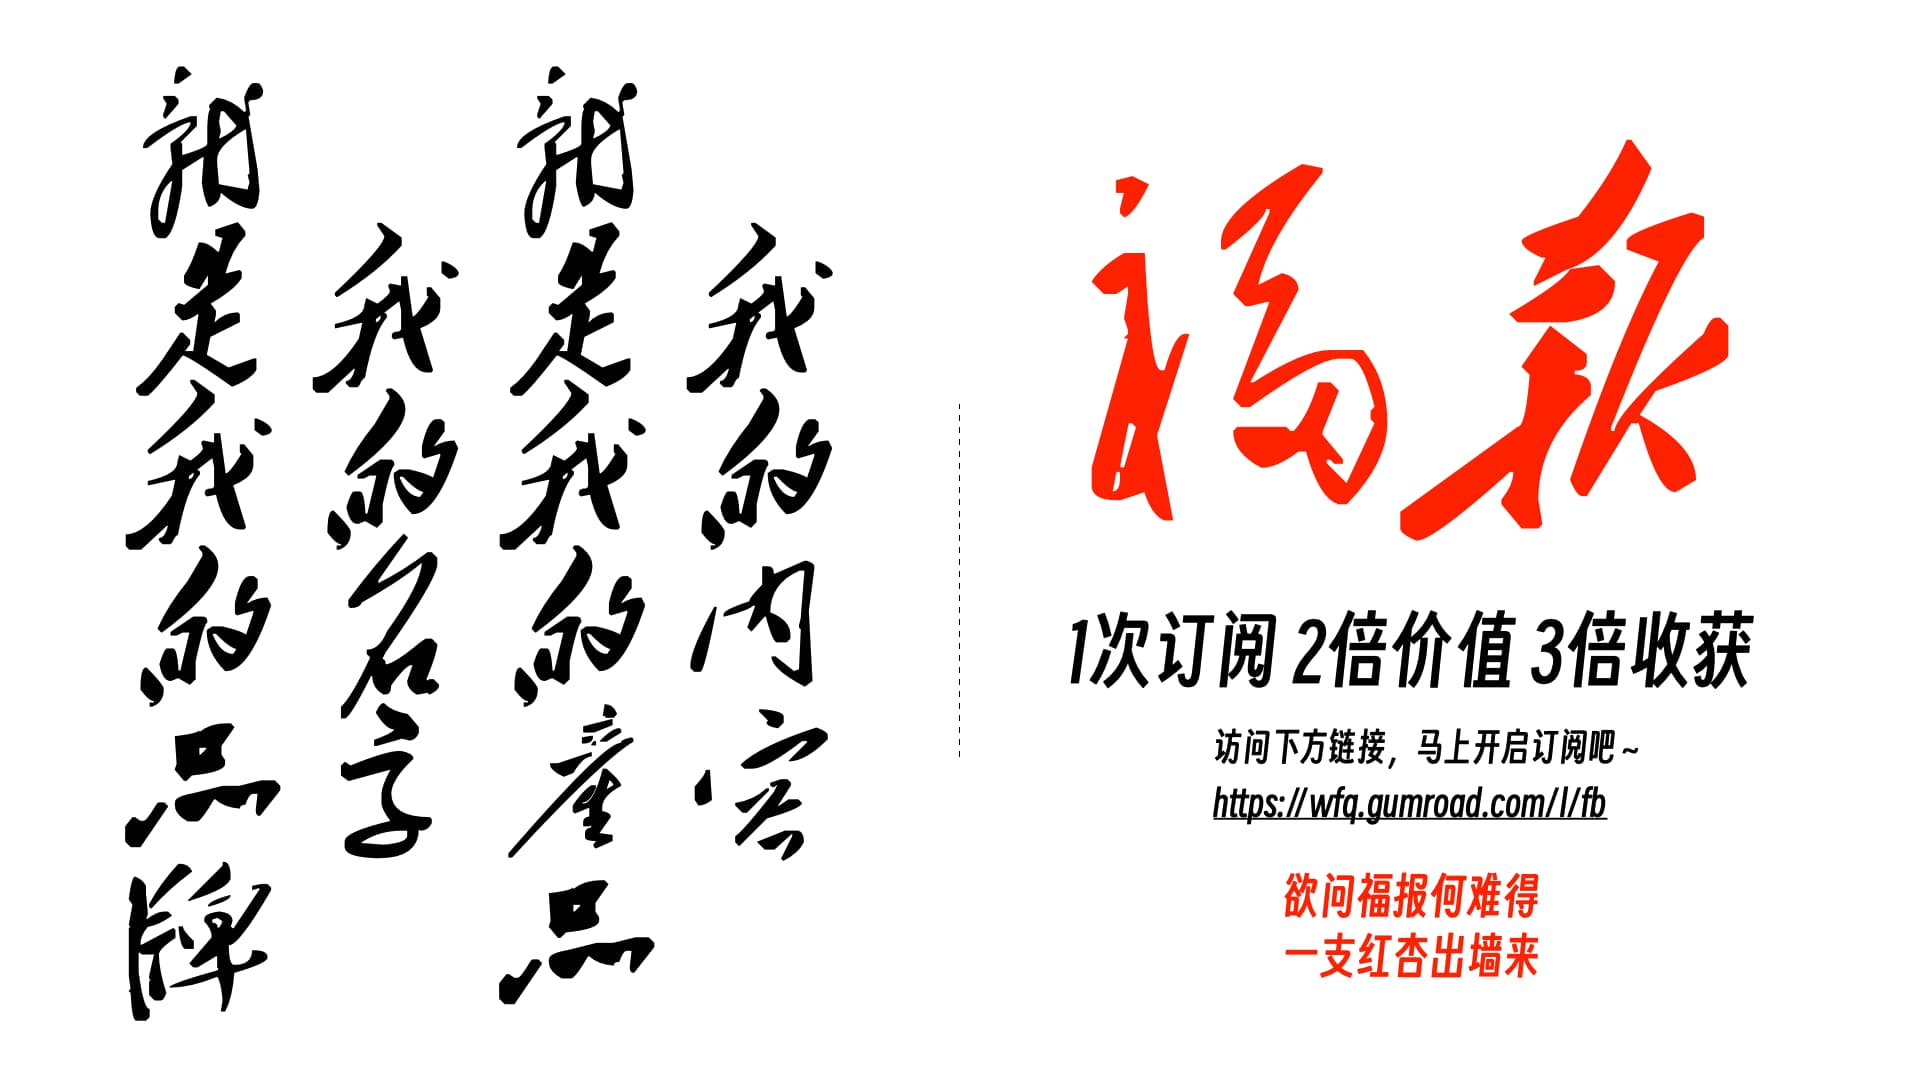 我的内容
就是我的產品
我的名字
就是我的品牌
福报
1次订阅 2倍价值 3倍收获
访问下方链接，马上开启订阅吧～
https://wfq.gumroad.com/l/fb
欲问福报何难得
一支红杏出墙来